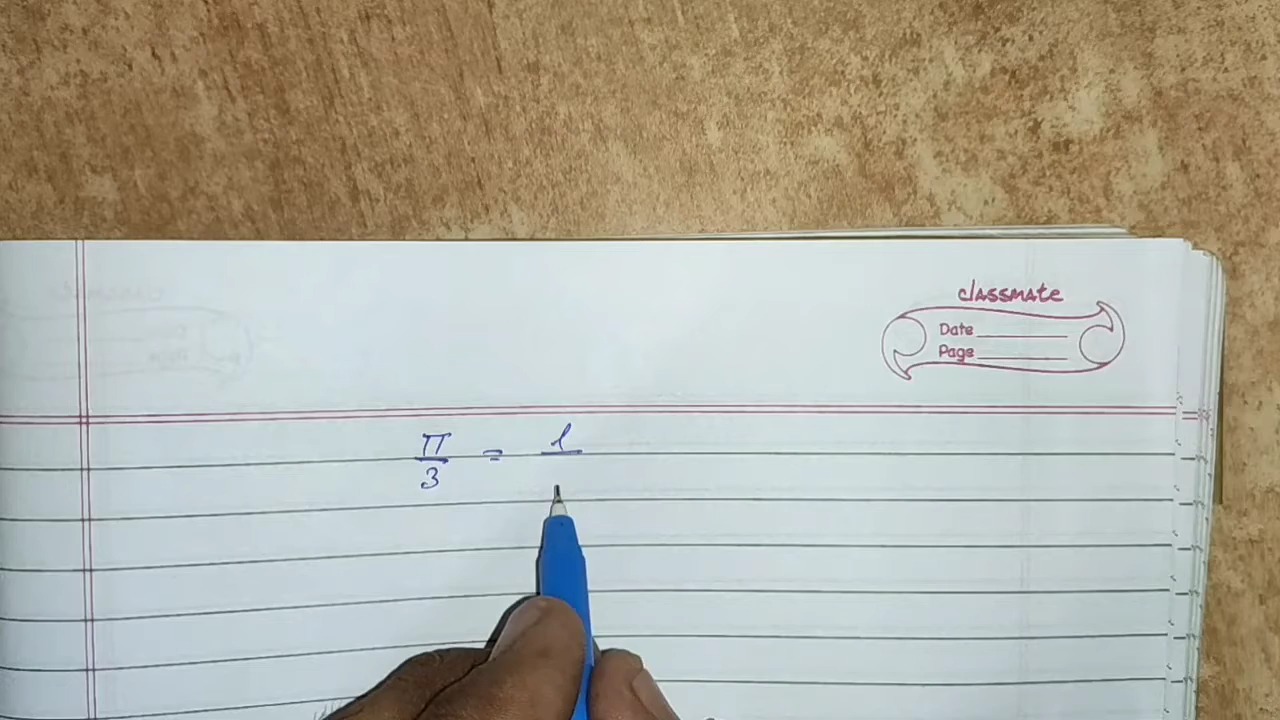 classmate
Date
Page
π/3 = 1/